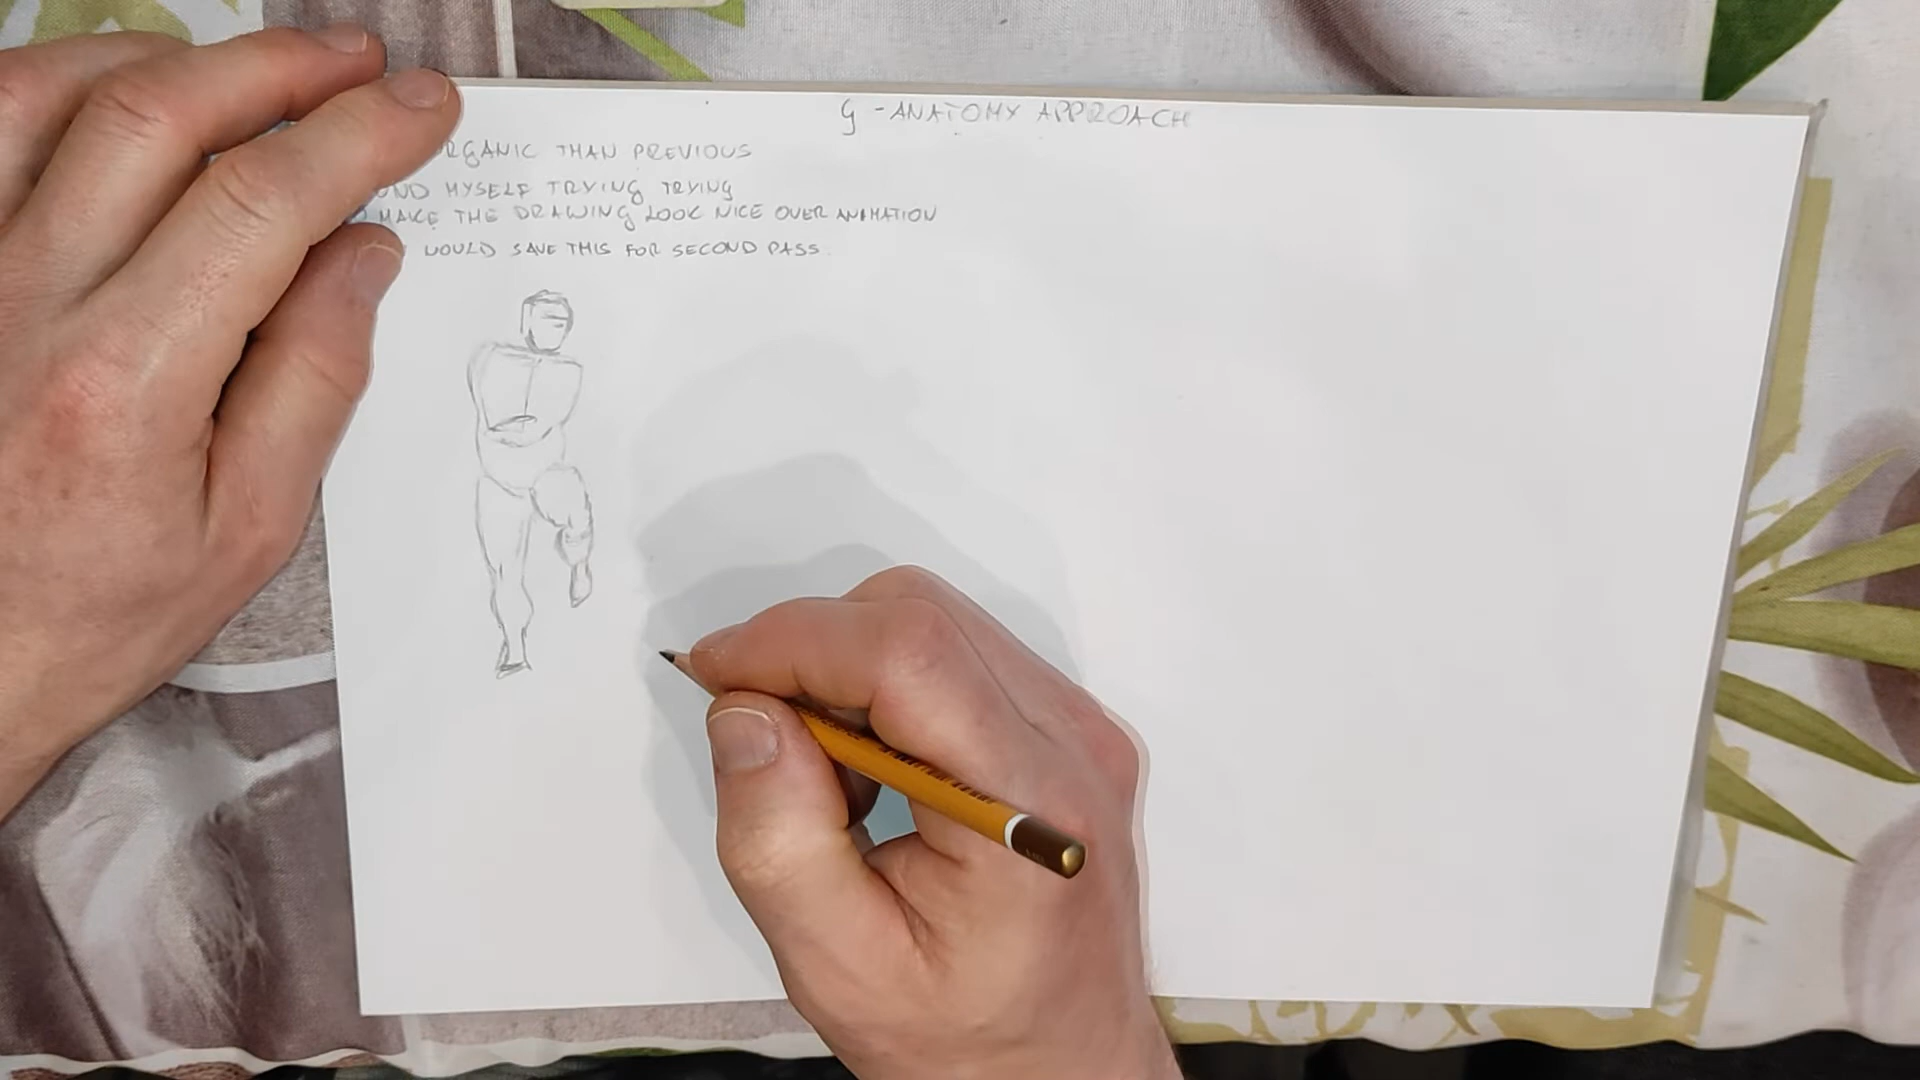 G - ANATOMY APPROACH
RGANIC THAN PREVIOUS
UND MYSELF TRYING TRYING
MAKE THE DRAWING LOOK NICE OVER ANIMATION
WOULD SAVE THIS FOR SECOND PASS.